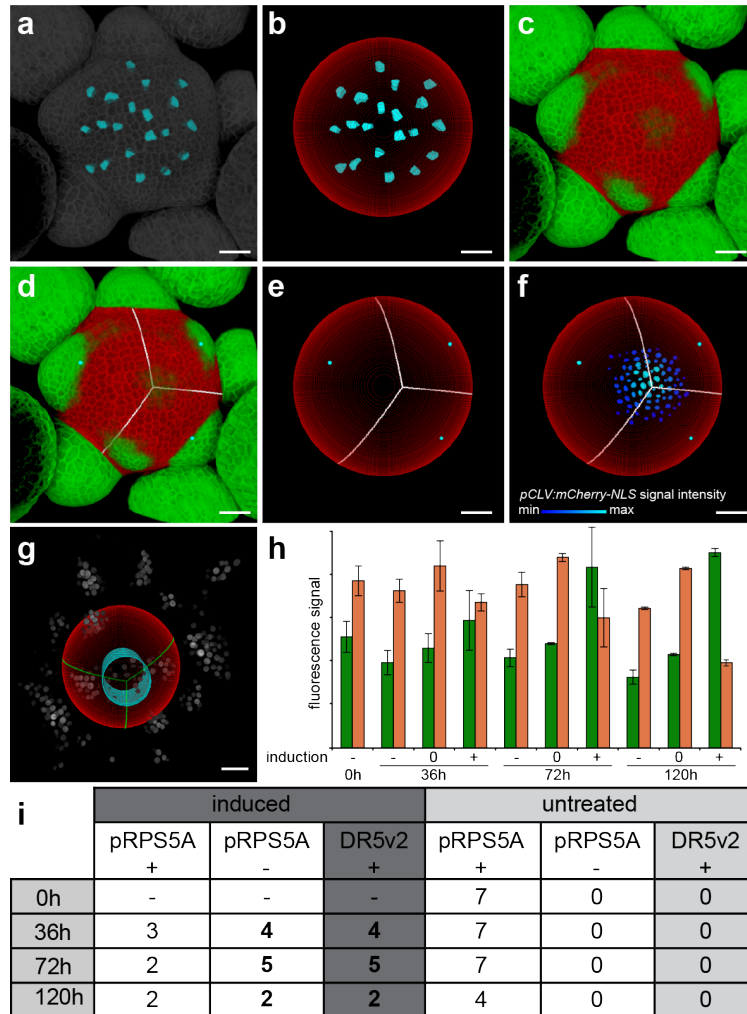 a
b
c
d
e
f
pCLV:mCherry-NLS signal intensity
min max
g
h
fluorescence signal
induction - - 0 + - 0 + - 0 +
0h 36h 72h 120h
i
induced untreated
pRPS5A + pRPS5A - DR5v2 + pRPS5A + pRPS5A - DR5v2 +
0h - - - 7 0 0
36h 3 4 4 7 0 0
72h 2 5 5 7 0 0
120h 2 2 2 4 0 0